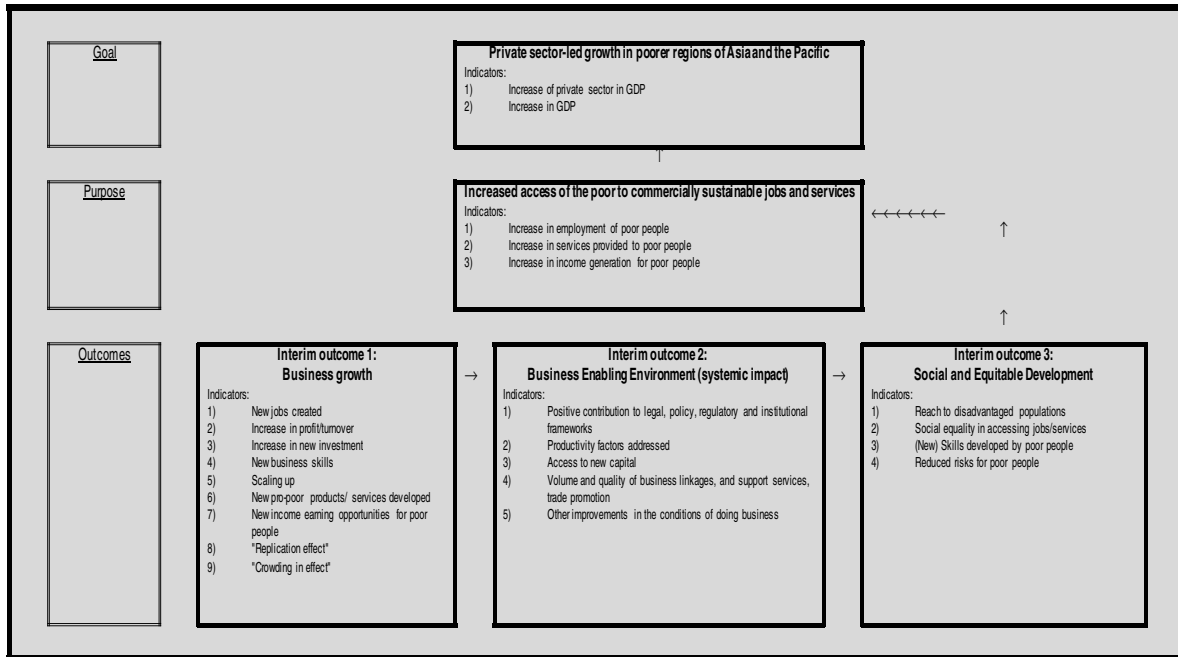 Goal
Private sector-led growth in poorer regions of Asia and the Pacific
Indicators:
1) Increase of private sector in GDP
2) Increase in GDP
↑
Purpose
Increased access of the poor to commercially sustainable jobs and services
Indicators:
1) Increase in employment of poor people
2) Increase in services provided to poor people
3) Increase in income generation for poor people
←←←←←←
↑
↑
Outcomes
Interim outcome 1:
Business growth
Indicators:
1) New jobs created
2) Increase in profit/turnover
3) Increase in new investment
4) New business skills
5) Scaling up
6) New pro-poor products/ services developed
7) New income earning opportunities for poor
people
8) "Replication effect"
9) "Crowding in effect"
→
Interim outcome 2:
Business Enabling Environment (systemic impact)
Indicators:
1) Positive contribution to legal, policy, regulatory and institutional
frameworks
2) Productivity factors addressed
3) Access to new capital
4) Volume and quality of business linkages, and support services,
trade promotion
5) Other improvements in the conditions of doing business
→
Interim outcome 3:
Social and Equitable Development
Indicators:
1) Reach to disadvantaged populations
2) Social equality in accessing jobs/services
3) (New) Skills developed by poor people
4) Reduced risks for poor people